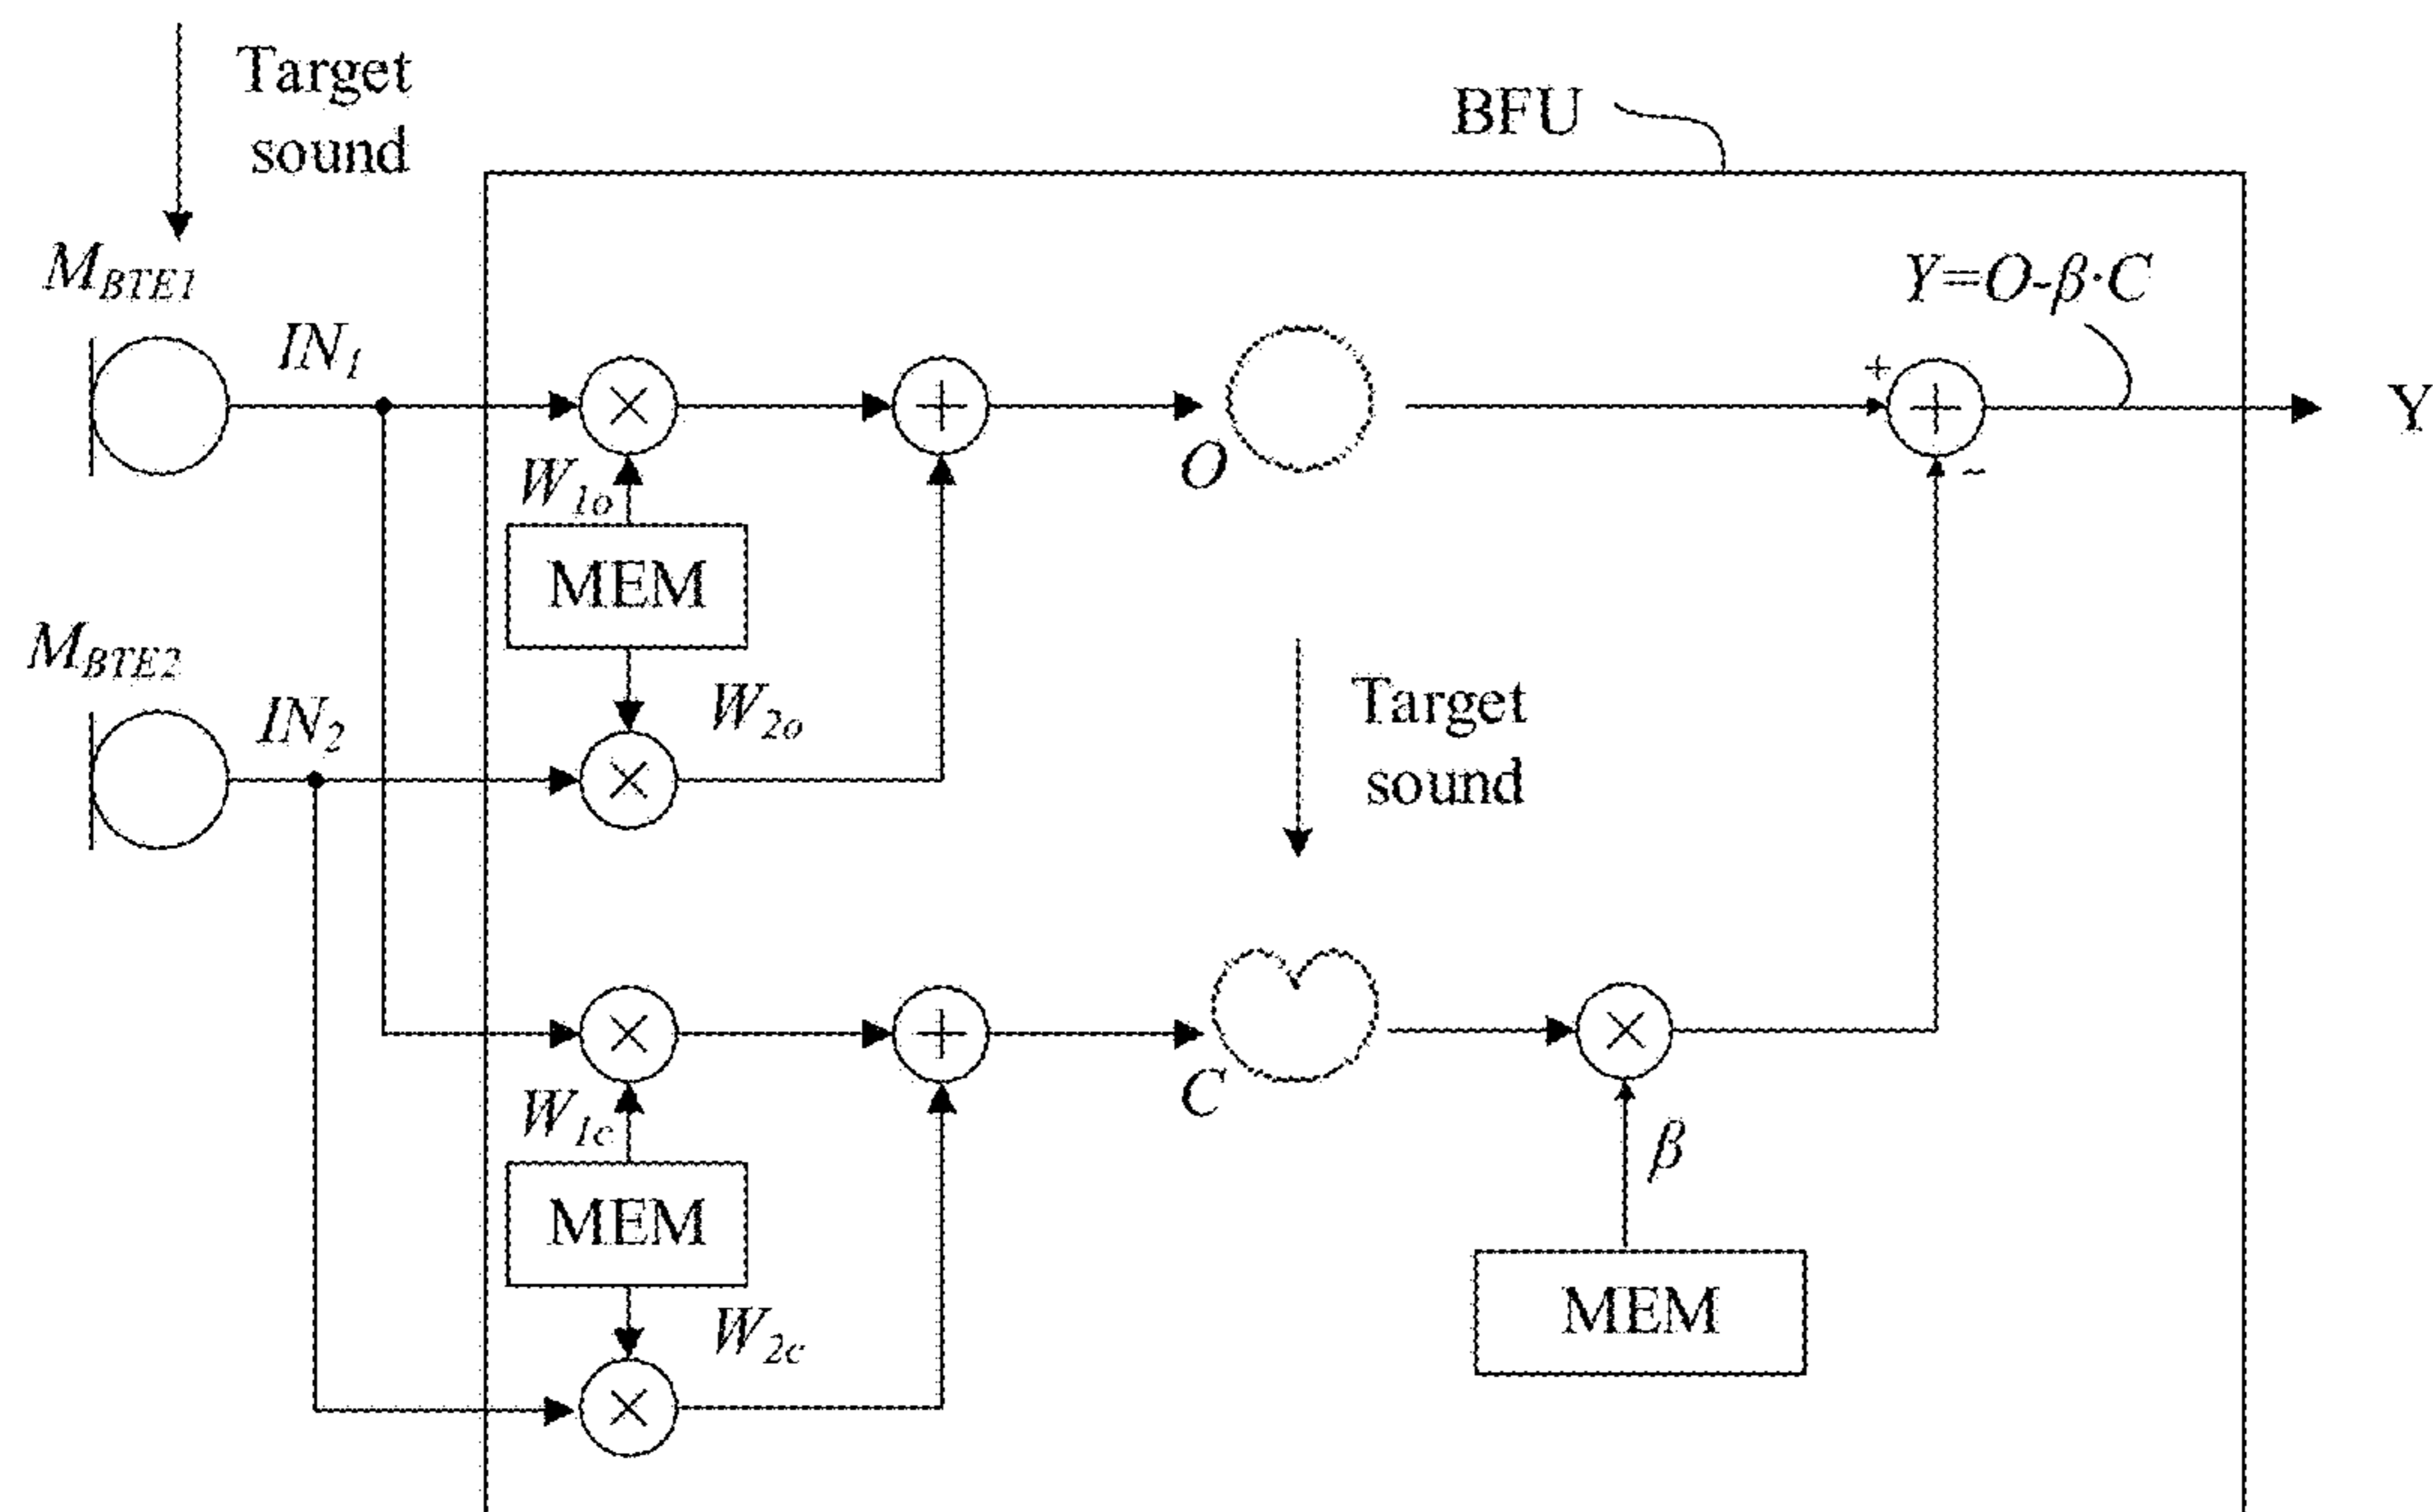 Target
sound
BFU
M_BTE1
Y=O-β·C
IN_1
+
Y
W_1o
O
-
MEM
M_BTE2
IN_2
W_2o
Target
sound
W_1c
C
β
MEM
MEM
W_2c